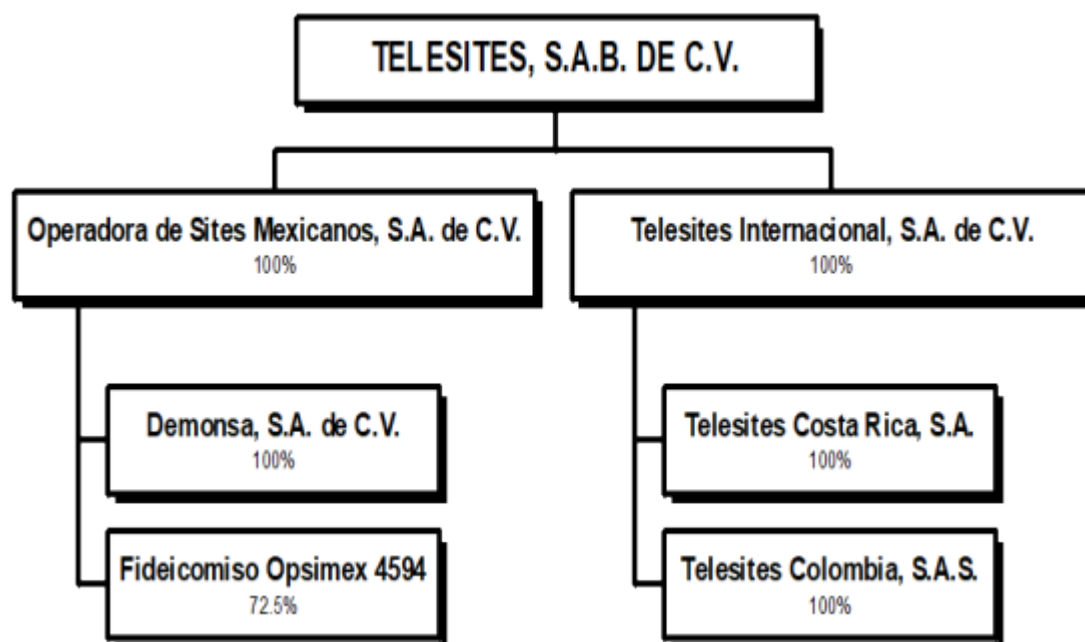 TELESITES, S.A.B. DE C.V.
Operadora de Sites Mexicanos, S.A. de C.V.
100%
Telesites Internacional, S.A. de C.V.
100%
Demonsa, S.A. de C.V.
100%
Fideicomiso Opsimex 4594
72.5%
Telesites Costa Rica, S.A.
100%
Telesites Colombia, S.A.S.
100%